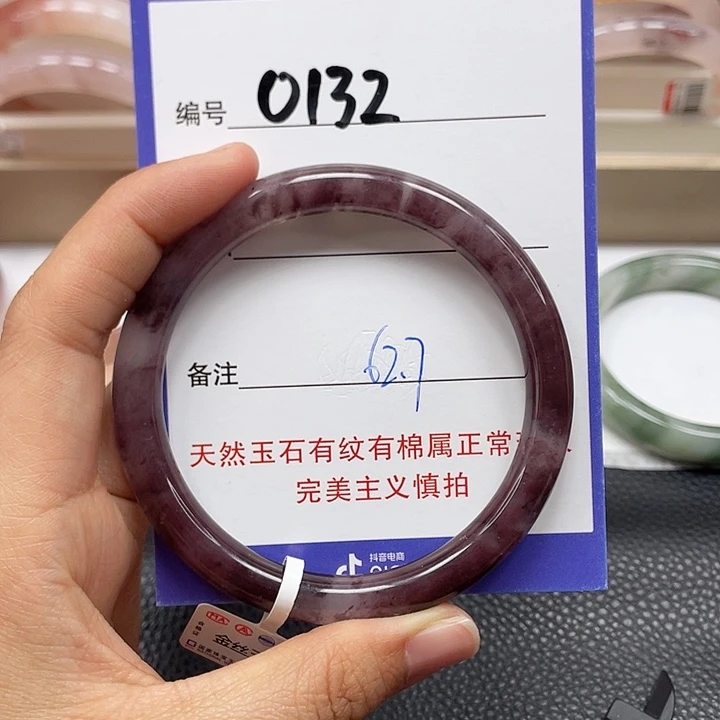 编号 0132
备注 62.7
天然玉石有纹有棉属正常
完美主义慎拍
抖音电商